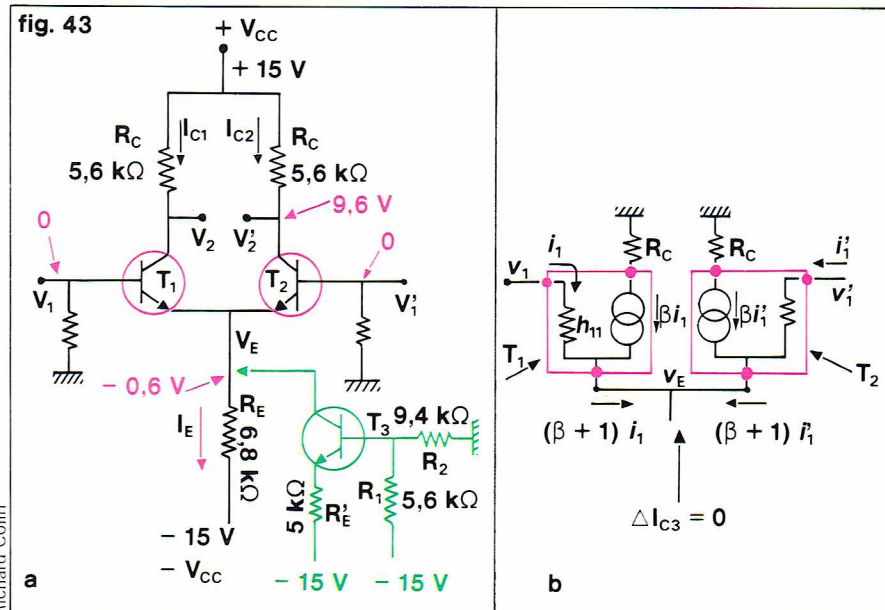 fig. 43
+ VCC
+ 15 V
IC1
IC2
RC
RC
5,6 kΩ
5,6 kΩ
9,6 V
0
0
V2
V'2
T1
T2
V1
V'1
VE
− 0,6 V
IE
RE
6,8 kΩ
T3
9,4 kΩ
R2
5 kΩ
R'E
R1
5,6 kΩ
− 15 V
− VCC
− 15 V
− 15 V
a
Richard Colin
RC
RC
i1
i'1
v1
v'1
h11
βi1
βi'1
T1
T2
vE
(β + 1) i1
(β + 1) i'1
△IC3 = 0
b